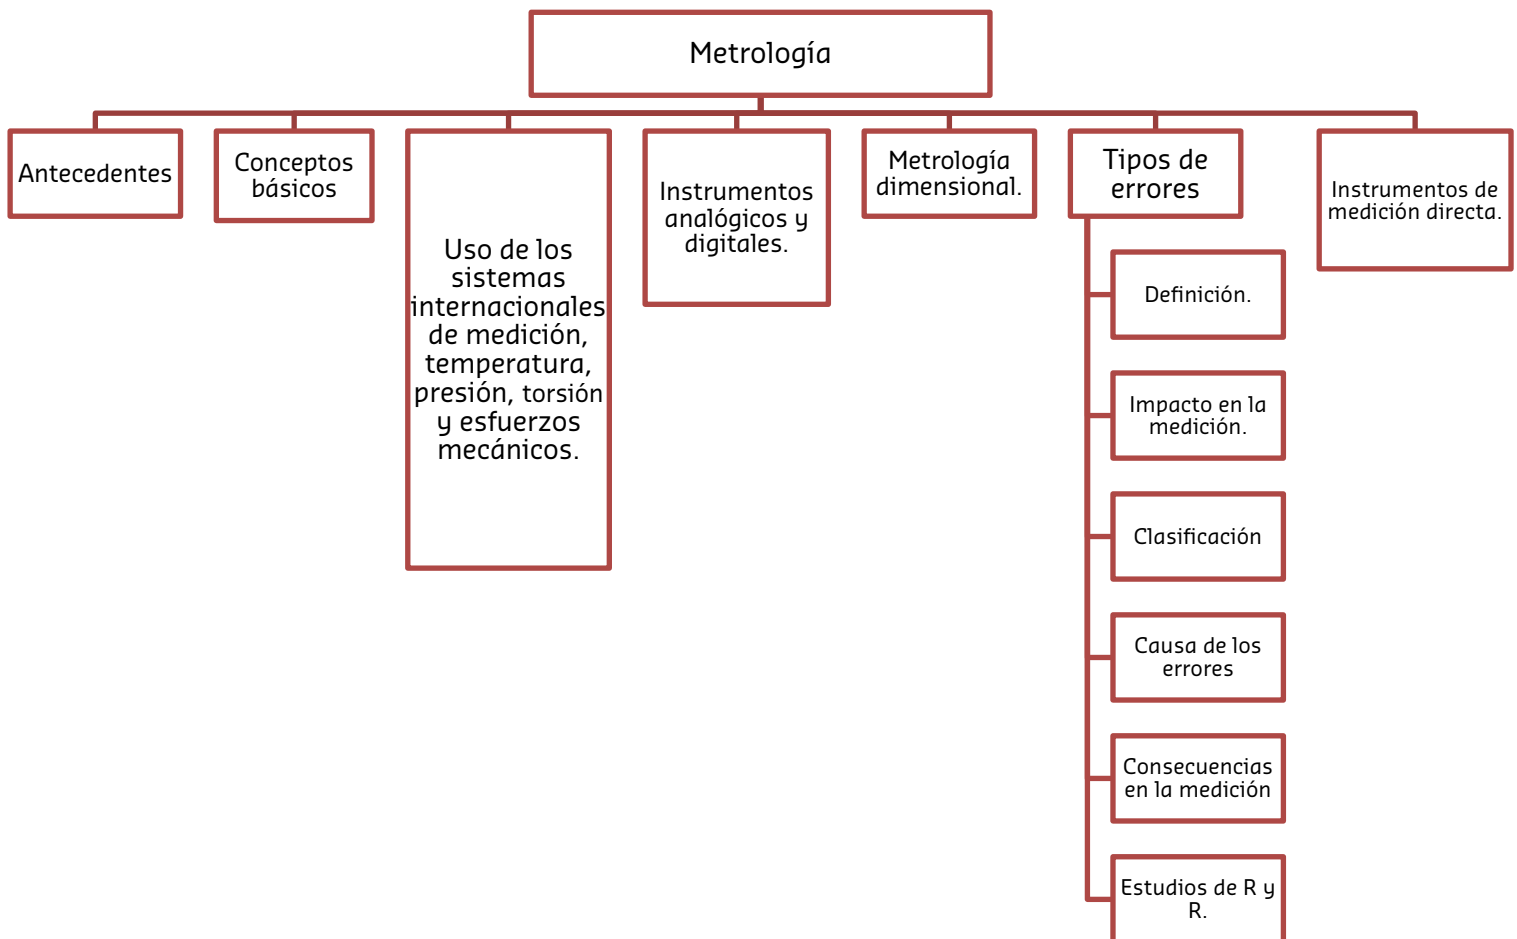 Metrología
Antecedentes
Conceptos
básicos
Uso de los
sistemas
internacionales
de medición,
temperatura,
presión, torsión
y esfuerzos
mecánicos.
Instrumentos
analógicos y
digitales.
Metrología
dimensional.
Tipos de
errores
Definición.
Impacto en la
medición.
Clasificación
Causa de los
errores
Consecuencias
en la medición
Estudios de R y
R.
Instrumentos de
medición directa.